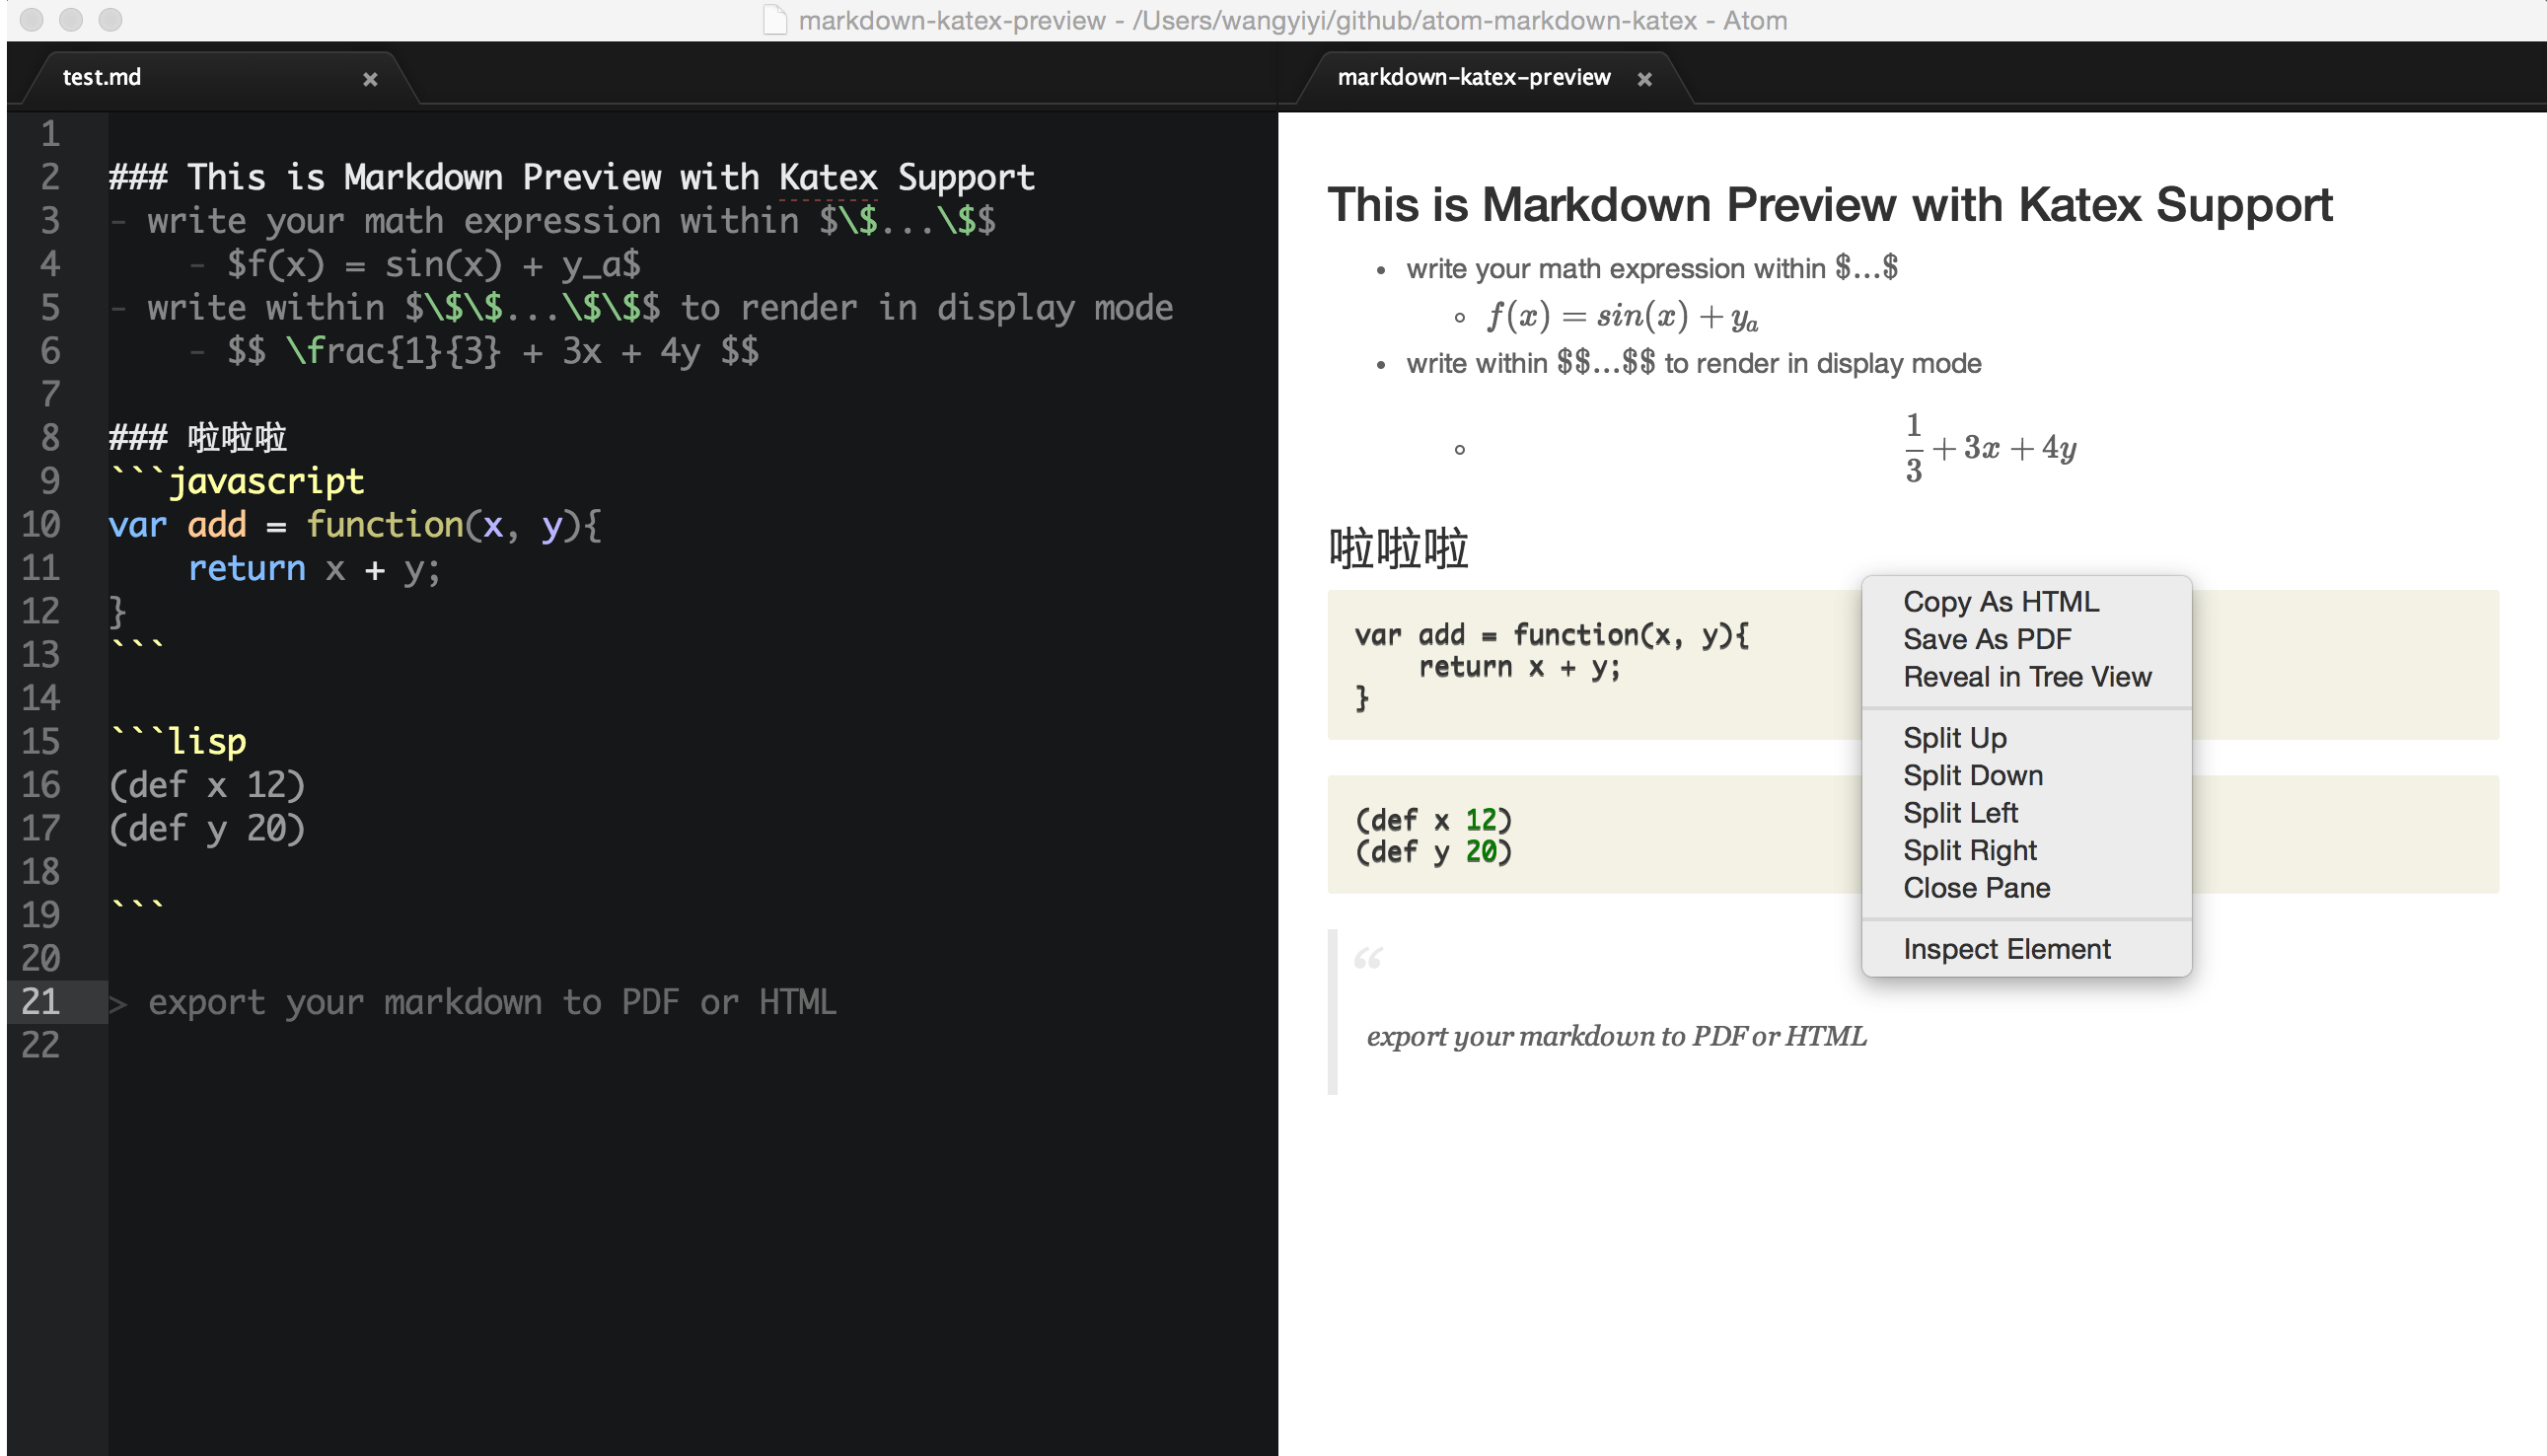 markdown-katex-preview - /Users/wangyiyi/github/atom-markdown-katex - Atom
test.md
1
2 ### This is Markdown Preview with Katex Support
3 - write your math expression within $\$...\$$
4     - $f(x) = sin(x) + y_a$
5 - write within $\$\$...\$\$$ to render in display mode
6     - $$ \frac{1}{3} + 3x + 4y $$
7
8 ### 啦啦啦
9 ```javascript
10 var add = function(x, y){
11     return x + y;
12 }
13 ```
14
15 ```lisp
16 (def x 12)
17 (def y 20)
18
19 ```
20
21 > export your markdown to PDF or HTML
22
markdown-katex-preview
This is Markdown Preview with Katex Support
• write your math expression within $...$
◦ f(x) = sin(x) + yₐ
• write within $$...$$ to render in display mode
◦ 1/3 + 3x + 4y
啦啦啦
var add = function(x, y){
    return x + y;
}
(def x 12)
(def y 20)
“
export your markdown to PDF or HTML
Copy As HTML
Save As PDF
Reveal in Tree View
Split Up
Split Down
Split Left
Split Right
Close Pane
Inspect Element